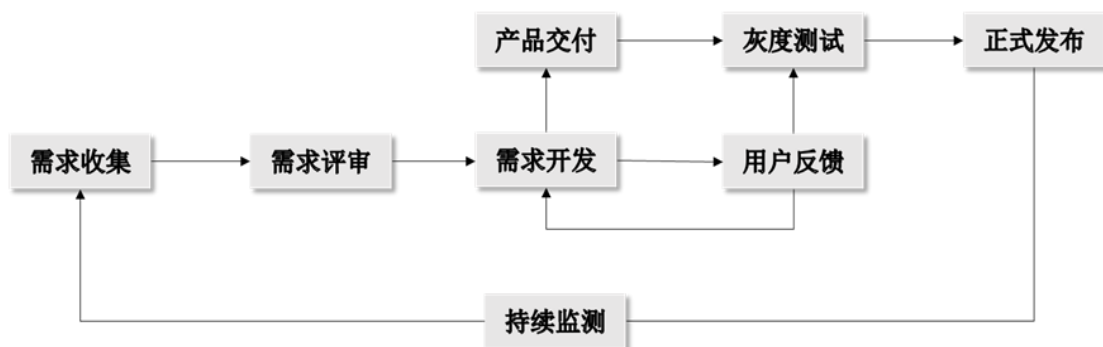 产品交付
灰度测试
正式发布
需求收集
需求评审
需求开发
用户反馈
持续监测